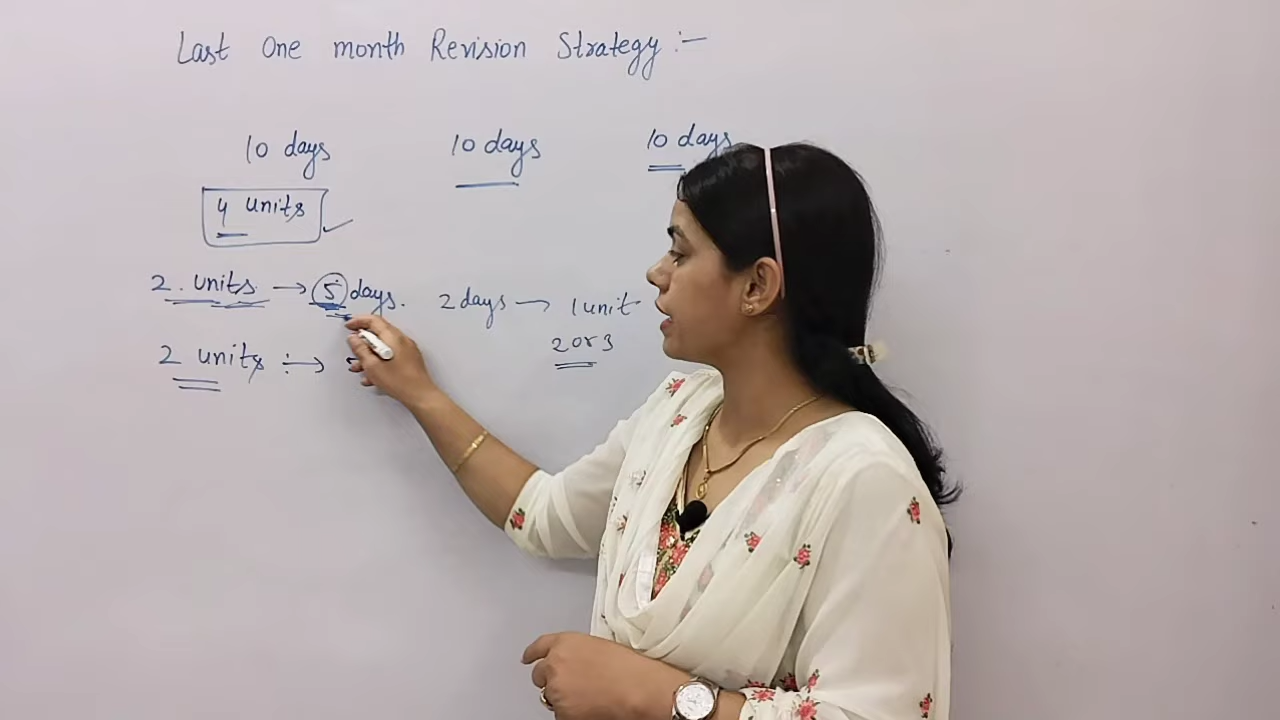 Last One month Revision Strategy :-
10 days 10 days 10 days
4 units
2 units → 5 days. 2 days → 1 unit
2 or 3
2 units ÷→